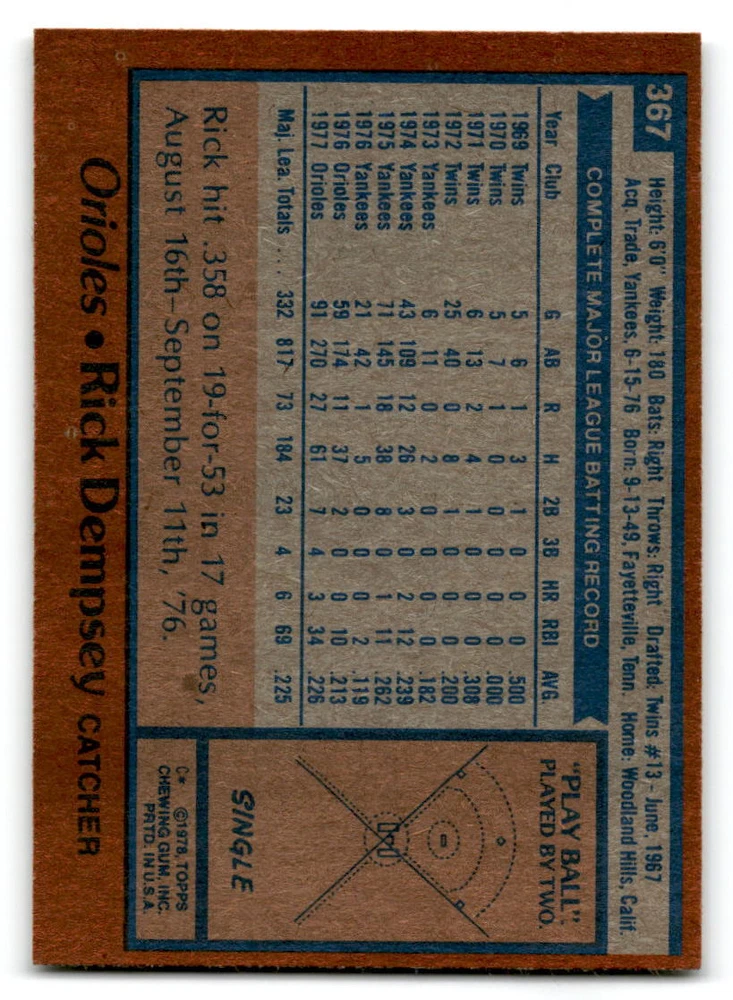 367
Height: 6'0" Weight: 180 Bats: Right Throws: Right Drafted: Twins #13 - June, 1967
Acq. Trade, Yankees, 6-15-76 Born: 9-13-49, Fayetteville, Tenn. Home: Woodland Hills, Calif.
COMPLETE MAJOR LEAGUE BATTING RECORD
Year Club G AB R H 2B 3B HR RBI AVG
1969 Twins 5 6 1 3 1 0 0 0 .500
1970 Twins 5 7 1 0 0 0 0 0 .000
1971 Twins 6 13 2 4 1 0 0 0 .308
1972 Twins 25 40 0 8 1 0 0 0 .200
1973 Yankees 6 11 0 2 0 0 0 0 .182
1974 Yankees 43 109 12 26 3 0 2 12 .239
1975 Yankees 71 145 18 38 8 0 1 11 .262
1976 Yankees 21 42 1 5 0 0 0 2 .119
1976 Orioles 59 174 11 37 2 0 0 10 .213
1977 Orioles 91 270 27 61 7 4 3 34 .226
Maj. Lea. Totals . . . 332 817 73 184 23 4 6 69 .225
Rick hit .358 on 19-for-53 in 17 games,
August 16th-September 11th, '76.
"PLAY BALL"
PLAYED BY TWO.
SINGLE
C* ©1978 TOPPS
CHEWING GUM, INC.
PRTD. IN U.S.A.
Orioles • Rick Dempsey CATCHER